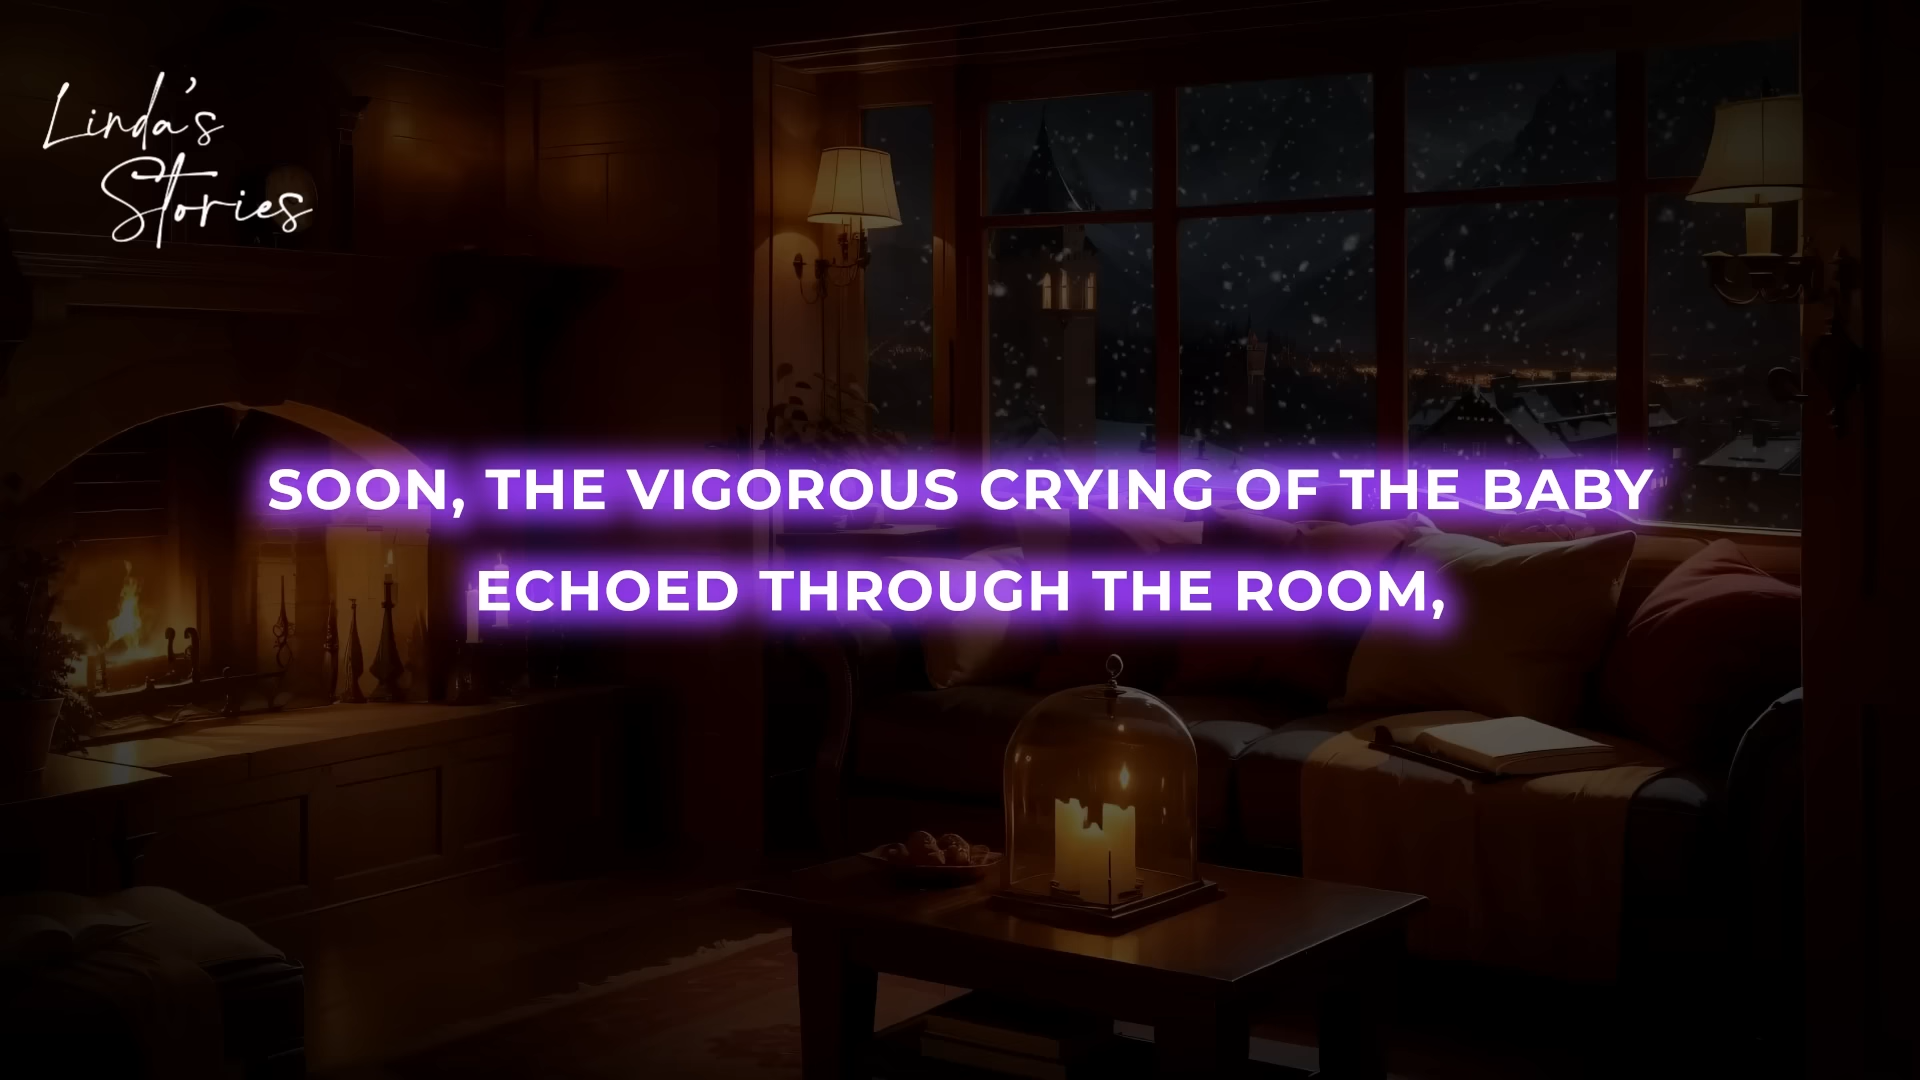 Linda's
Stories
SOON, THE VIGOROUS CRYING OF THE BABY
ECHOED THROUGH THE ROOM,